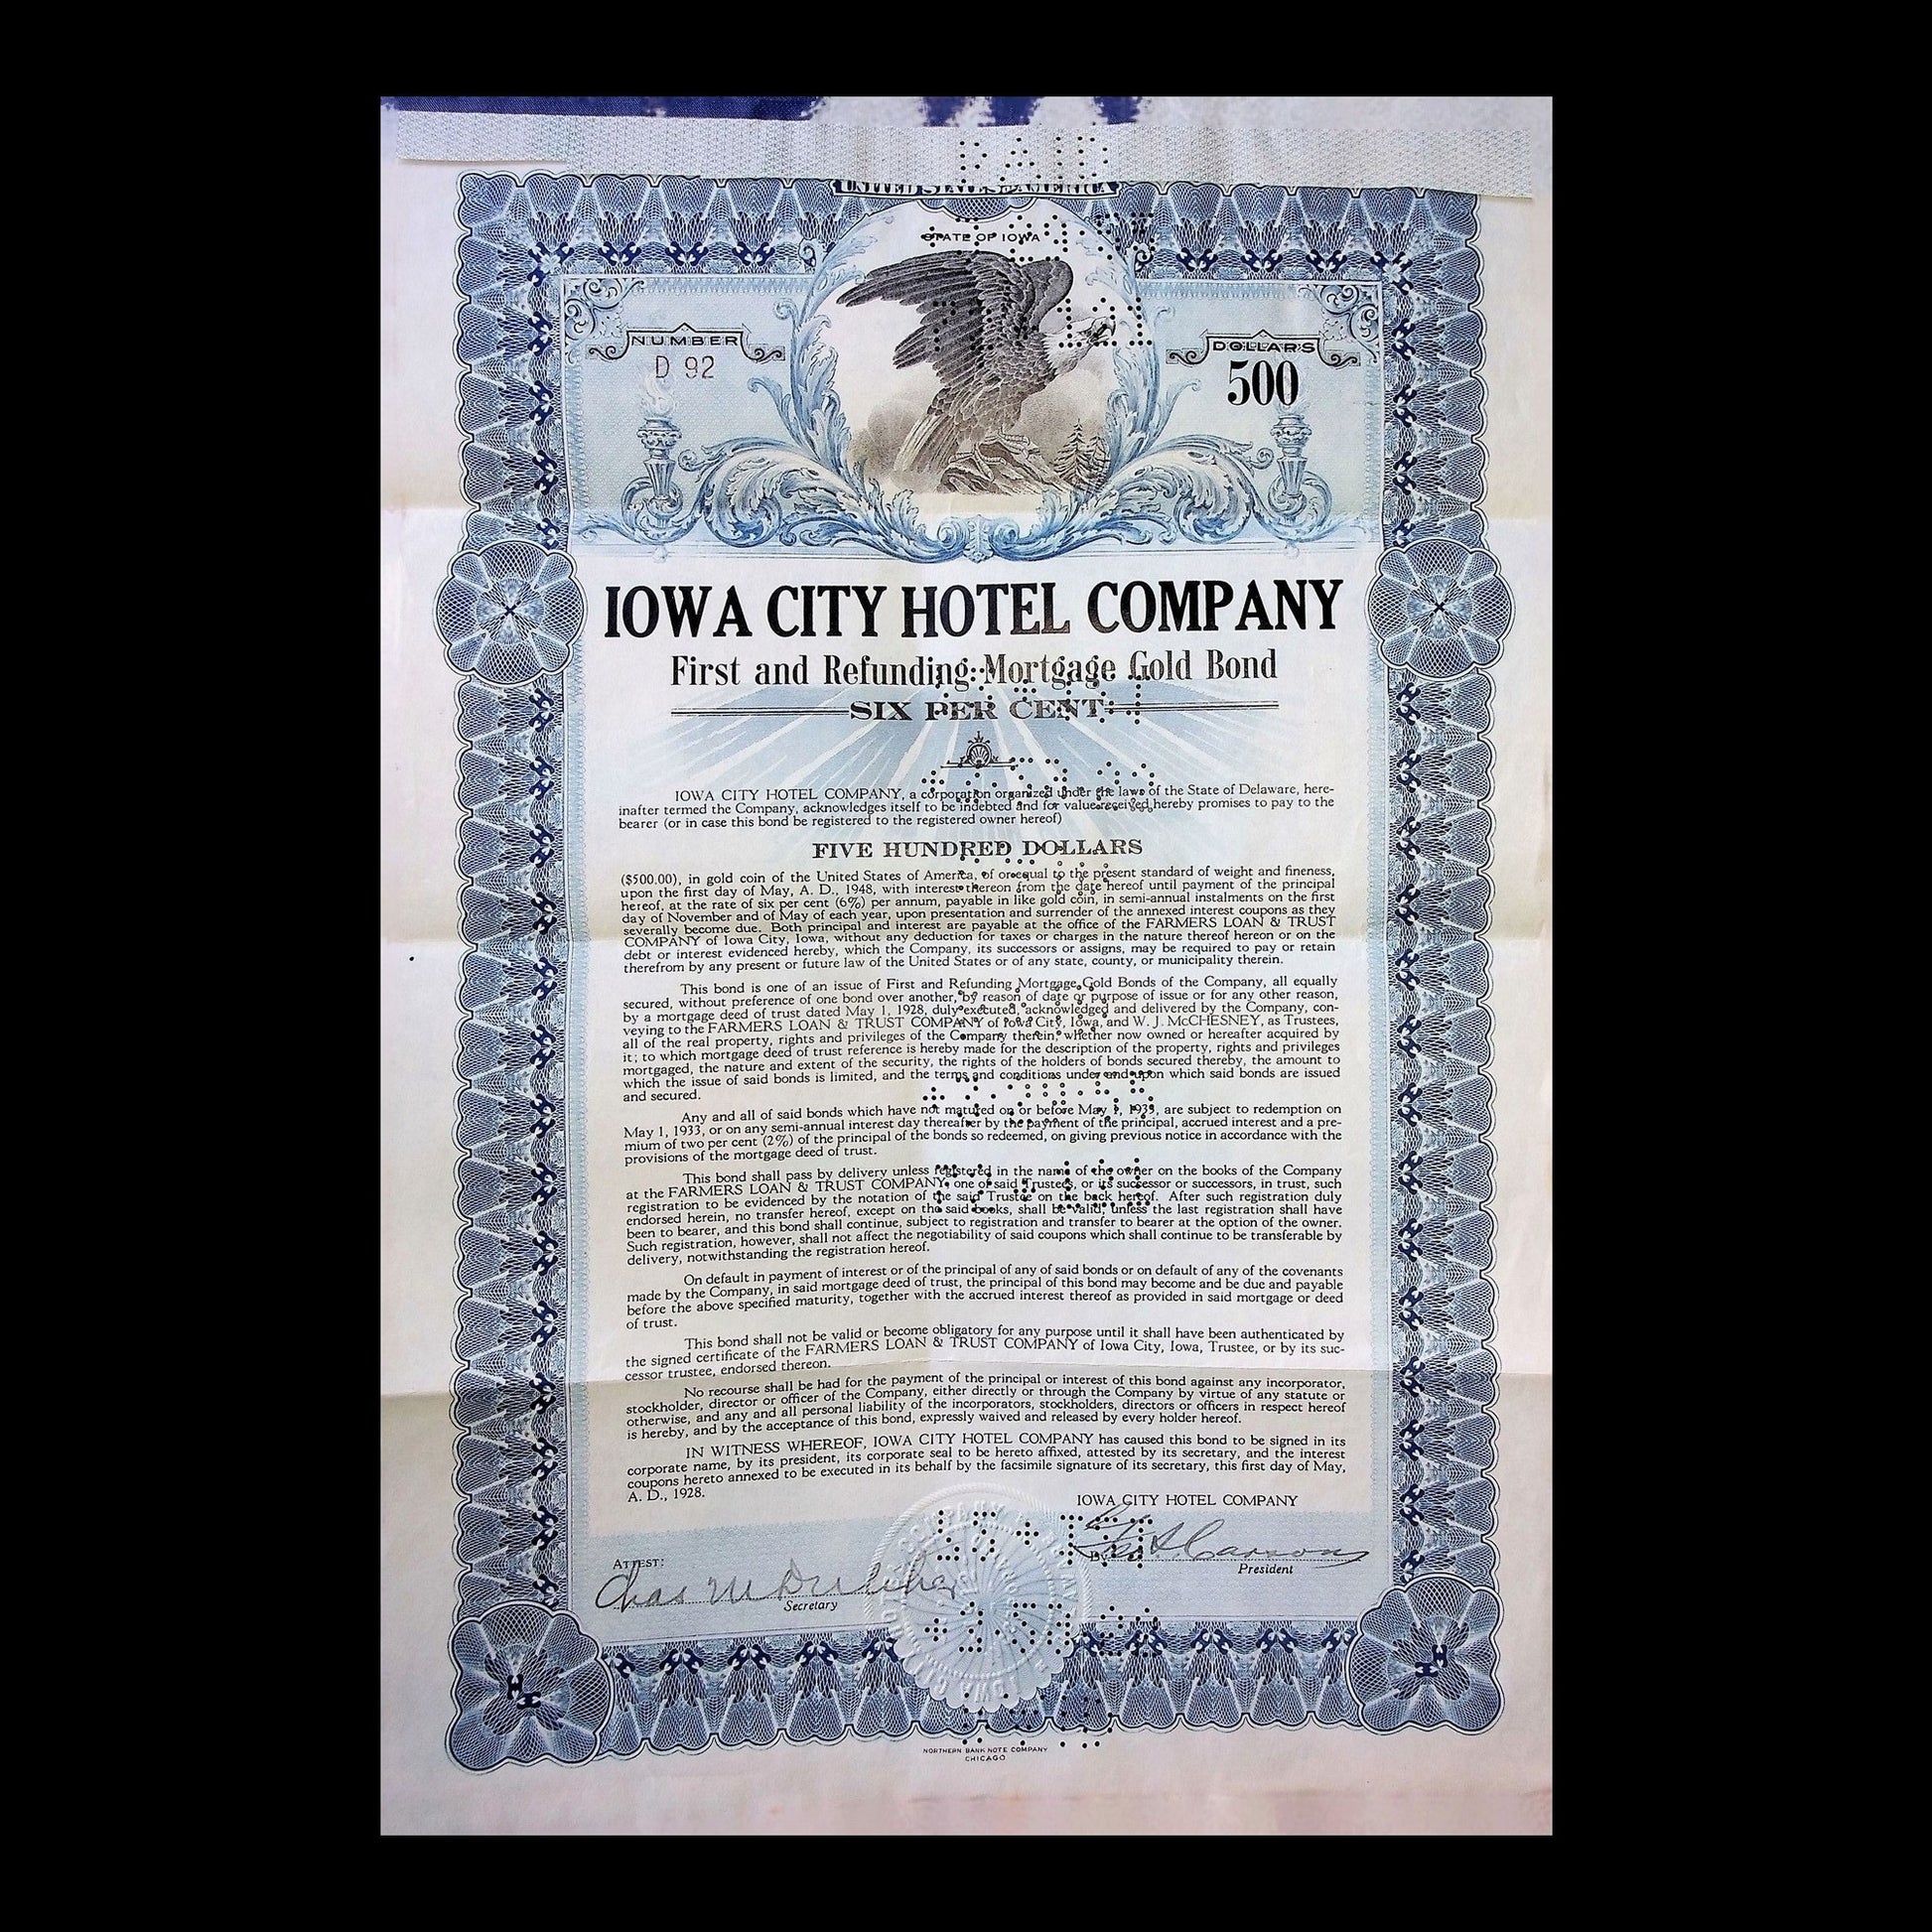 PAID
UNITED STATES OF AMERICA
STATE OF IOWA
NUMBER
D 92
DOLLARS
500
IOWA CITY HOTEL COMPANY
First and Refunding Mortgage Gold Bond
SIX PER CENT
IOWA CITY HOTEL COMPANY, a corporation organized under the laws of the State of Delaware, here-
inafter termed the Company, acknowledges itself to be indebted and for value received hereby promises to pay to the
bearer (or in case this bond be registered to the registered owner hereof)
FIVE HUNDRED DOLLARS
($500.00), in gold coin of the United States of America, of or equal to the present standard of weight and fineness,
upon the first day of May, A. D., 1948, with interest thereon from the date hereof until payment of the principal
hereof, at the rate of six per cent (6%) per annum, payable in like gold coin, in semi-annual instalments on the first
day of November and of May of each year, upon presentation and surrender of the annexed interest coupons as they
severally become due. Both principal and interest are payable at the office of the FARMERS LOAN & TRUST
COMPANY of Iowa City, Iowa, without any deduction for taxes or charges in the nature thereof hereon or on the
debt or interest evidenced hereby, which the Company, its successors or assigns, may be required to pay or retain
therefrom by any present or future law of the United States or of any state, county, or municipality therein.
This bond is one of an issue of First and Refunding Mortgage Gold Bonds of the Company, all equally
secured, without preference of one bond over another, by reason of date or purpose of issue or for any other reason,
by a mortgage deed of trust dated May 1, 1928, duly executed, acknowledged and delivered by the Company, con-
veying to the FARMERS LOAN & TRUST COMPANY of Iowa City, Iowa, and W. J. McCHESNEY, as Trustees,
all of the real property, rights and privileges of the Company therein, whether now owned or hereafter acquired by
it; to which mortgage deed of trust reference is hereby made for the description of the property, rights and privileges
mortgaged, the nature and extent of the security, the rights of the holders of bonds secured thereby, the amount to
which the issue of said bonds is limited, and the terms and conditions under and upon which said bonds are issued
and secured.
Any and all of said bonds which have not matured on or before May 1, 1933, are subject to redemption on
May 1, 1933, or on any semi-annual interest day thereafter by the payment of the principal, accrued interest and a pre-
mium of two per cent (2%) of the principal of the bonds so redeemed, on giving previous notice in accordance with the
provisions of the mortgage deed of trust.
This bond shall pass by delivery unless registered in the name of the owner on the books of the Company
at the FARMERS LOAN & TRUST COMPANY, one of said Trustees, or its successor or successors, in trust, such
registration to be evidenced by the notation of the said Trustee on the back hereof. After such registration duly
endorsed herein, no transfer hereof, except on the said books, shall be valid, unless the last registration shall have
been to bearer, and this bond shall continue, subject to registration and transfer to bearer at the option of the owner.
Such registration, however, shall not affect the negotiability of said coupons which shall continue to be transferable by
delivery, notwithstanding the registration hereof.
On default in payment of interest or of the principal of any of said bonds or on default of any of the covenants
made by the Company, in said mortgage deed of trust, the principal of this bond may become and be due and payable
before the above specified maturity, together with the accrued interest thereof as provided in said mortgage or deed
of trust.
This bond shall not be valid or become obligatory for any purpose until it shall have been authenticated by
the signed certificate of the FARMERS LOAN & TRUST COMPANY of Iowa City, Iowa, Trustee, or by its suc-
cessor trustee, endorsed thereon.
No recourse shall be had for the payment of the principal or interest of this bond against any incorporator,
stockholder, director or officer of the Company, either directly or through the Company by virtue of any statute or
otherwise, and any and all personal liability of the incorporators, stockholders, directors or officers in respect hereof
is hereby, and by the acceptance of this bond, expressly waived and released by every holder hereof.
IN WITNESS WHEREOF, IOWA CITY HOTEL COMPANY has caused this bond to be signed in its
corporate name, by its president, its corporate seal to be hereto affixed, attested by its secretary, and the interest
coupons hereto annexed to be executed in its behalf by the facsimile signature of its secretary, this first day of May,
A. D., 1928.
IOWA CITY HOTEL COMPANY
By
Carson
President
ATTEST:
Chas M
Secretary
NORTHERN BANK NOTE COMPANY
CHICAGO